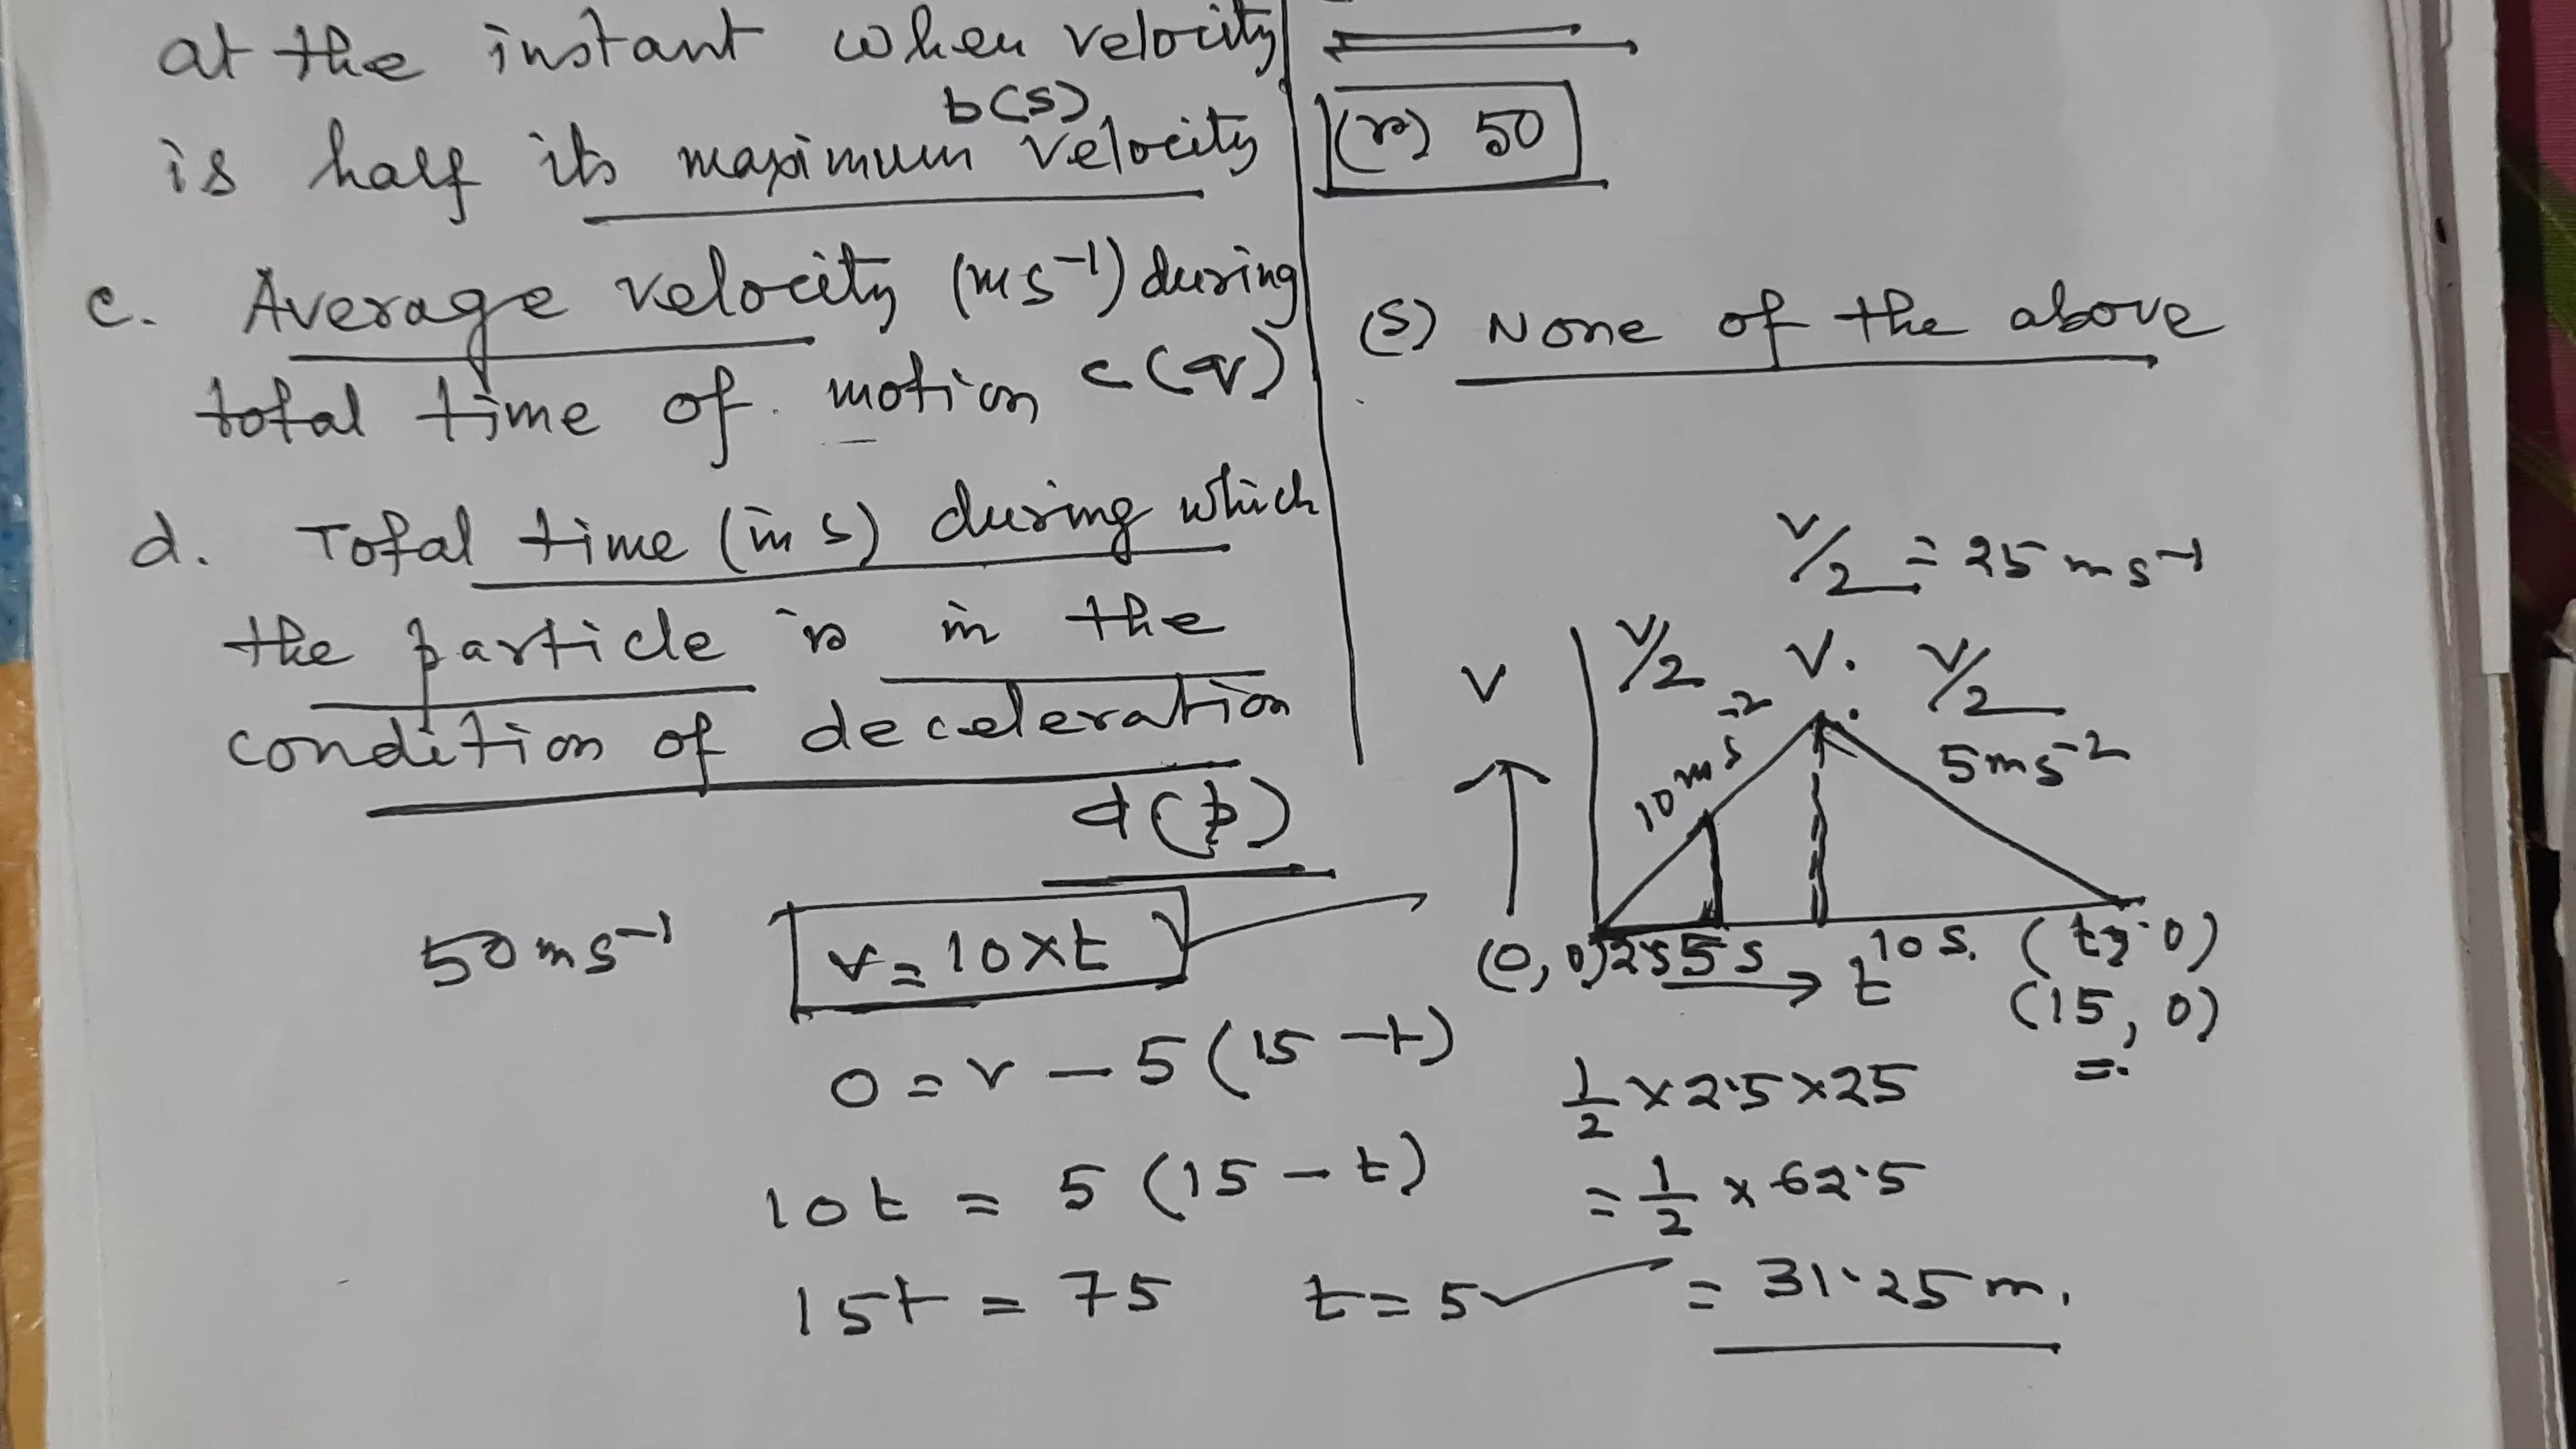 at the instant when velocity
b(s)
is half its maximum velocity
(r) 50
c. Average velocity (ms⁻¹) during
total time of motion c(q)
(s) None of the above
d. Total time (in s) during which
the particle is in the
condition of deceleration
d(p)
V/2 = 25 ms⁻¹
V/2 V. V/2
V
10 ms⁻² 5ms⁻²
(0, 0) 2.5 5 s t 10 s. (t, 0)
(15, 0)
=.
50 ms⁻¹ v = 10xt
0 = v - 5(15 - t)
10t = 5 (15 - t)
15t = 75 t = 5
1/2 x 2.5 x 25
= 1/2 x 62.5
= 31.25 m.